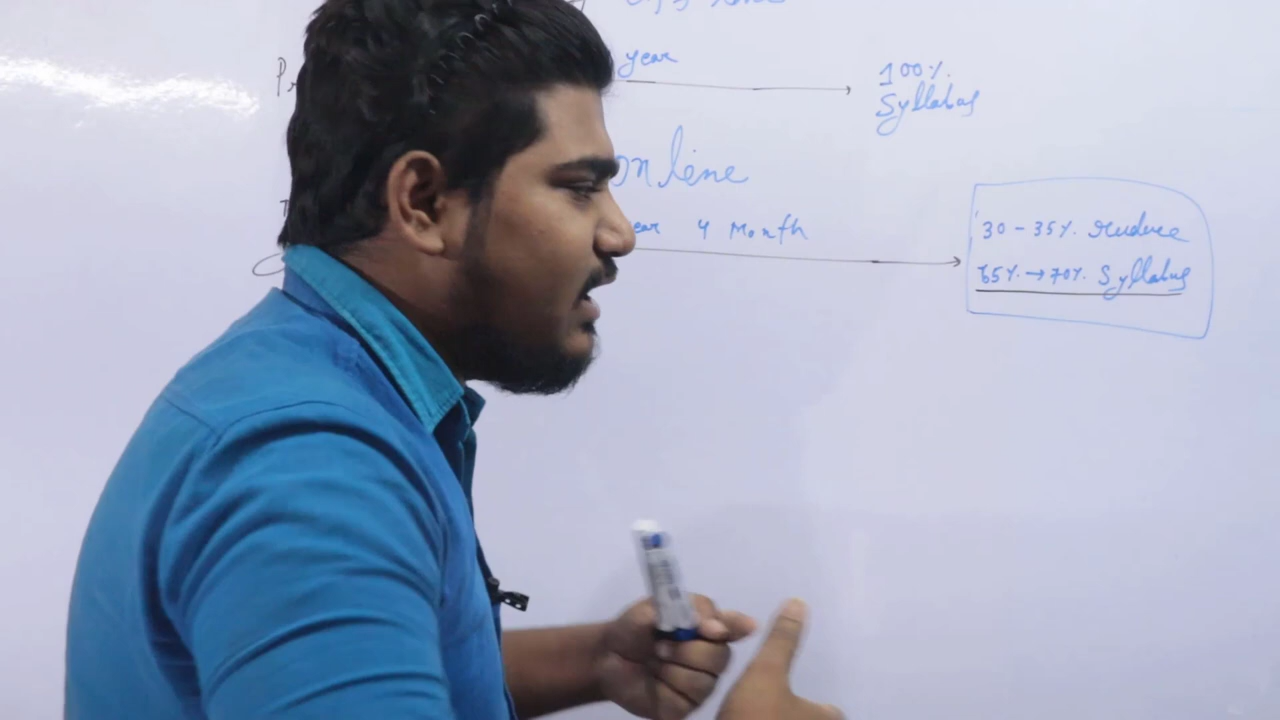 year
100%.
Syllabus
online
4 Month
30 - 35%. Reduce
65%. → 70%. Syllabus